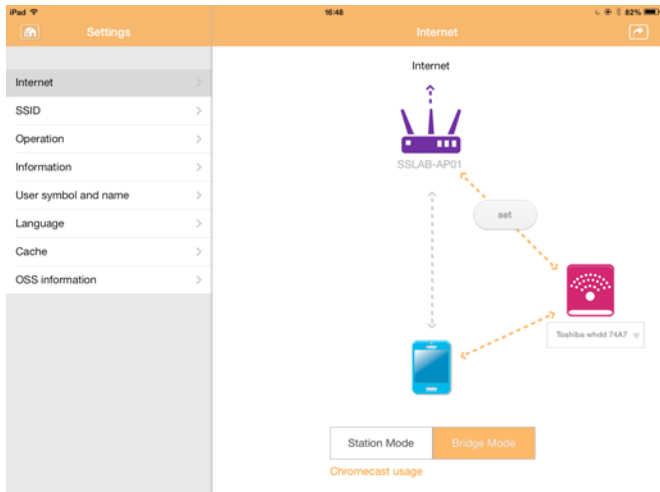 iPad 16:48 82%
Settings
Internet
Internet
SSID
Operation
Information
User symbol and name
Language
Cache
OSS information
Internet
SSLAB-AP01
set
Toshiba whdd 74A7
Station Mode Bridge Mode
Chromecast usage